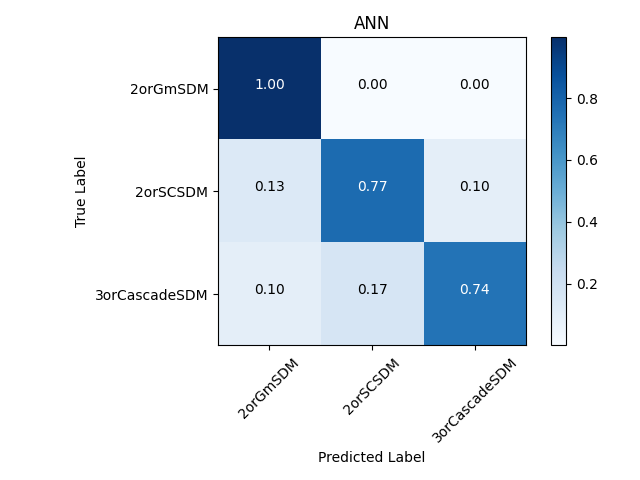 ANN
True Label
2orGmSDM
1.00 0.00 0.00
2orSCSDM
0.13 0.77 0.10
3orCascadeSDM
0.10 0.17 0.74
2orGmSDM
2orSCSDM
3orCascadeSDM
Predicted Label
0.8
0.6
0.4
0.2